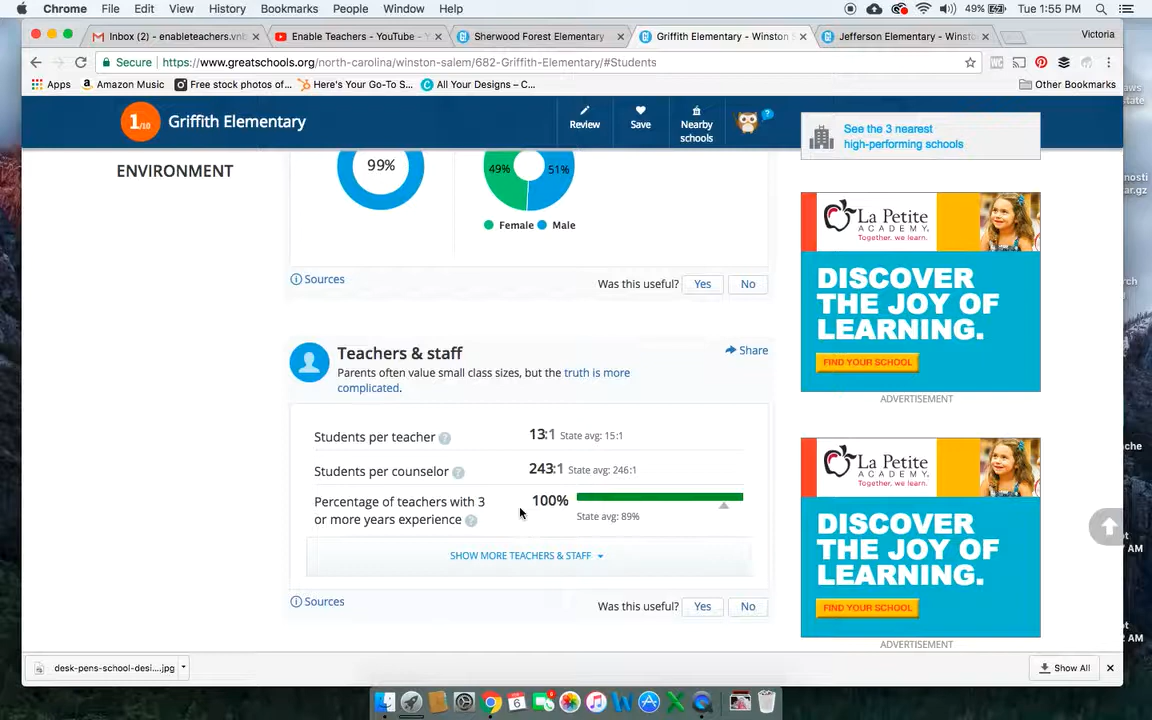 Chrome File Edit View History Bookmarks People Window Help 49% Tue 1:55 PM
Inbox (2) - enableteachers.vnb
Enable Teachers - YouTube -
Sherwood Forest Elementary
Griffith Elementary - Winston
Jefferson Elementary - Winsto
Victoria
Secure https://www.greatschools.org/north-carolina/winston-salem/682-Griffith-Elementary/#Students
Apps Amazon Music Free stock photos of... Here's Your Go-To S... All Your Designs – C... Other Bookmarks
1/10 Griffith Elementary
Review Save Nearby schools ?
See the 3 nearest
high-performing schools
ENVIRONMENT
99%
49% 51%
Female Male
Sources
Was this useful? Yes No
Teachers & staff
Share
Parents often value small class sizes, but the truth is more
complicated.
Students per teacher ? 13:1 State avg: 15:1
Students per counselor ? 243:1 State avg: 246:1
Percentage of teachers with 3
or more years experience ?
100%
State avg: 89%
SHOW MORE TEACHERS & STAFF
Sources
Was this useful? Yes No
La Petite
ACADEMY
Together, we learn.
DISCOVER
THE JOY OF
LEARNING.
FIND YOUR SCHOOL
ADVERTISEMENT
La Petite
ACADEMY
Together, we learn.
DISCOVER
THE JOY OF
LEARNING.
FIND YOUR SCHOOL
ADVERTISEMENT
desk-pens-school-desi....jpg
Show All